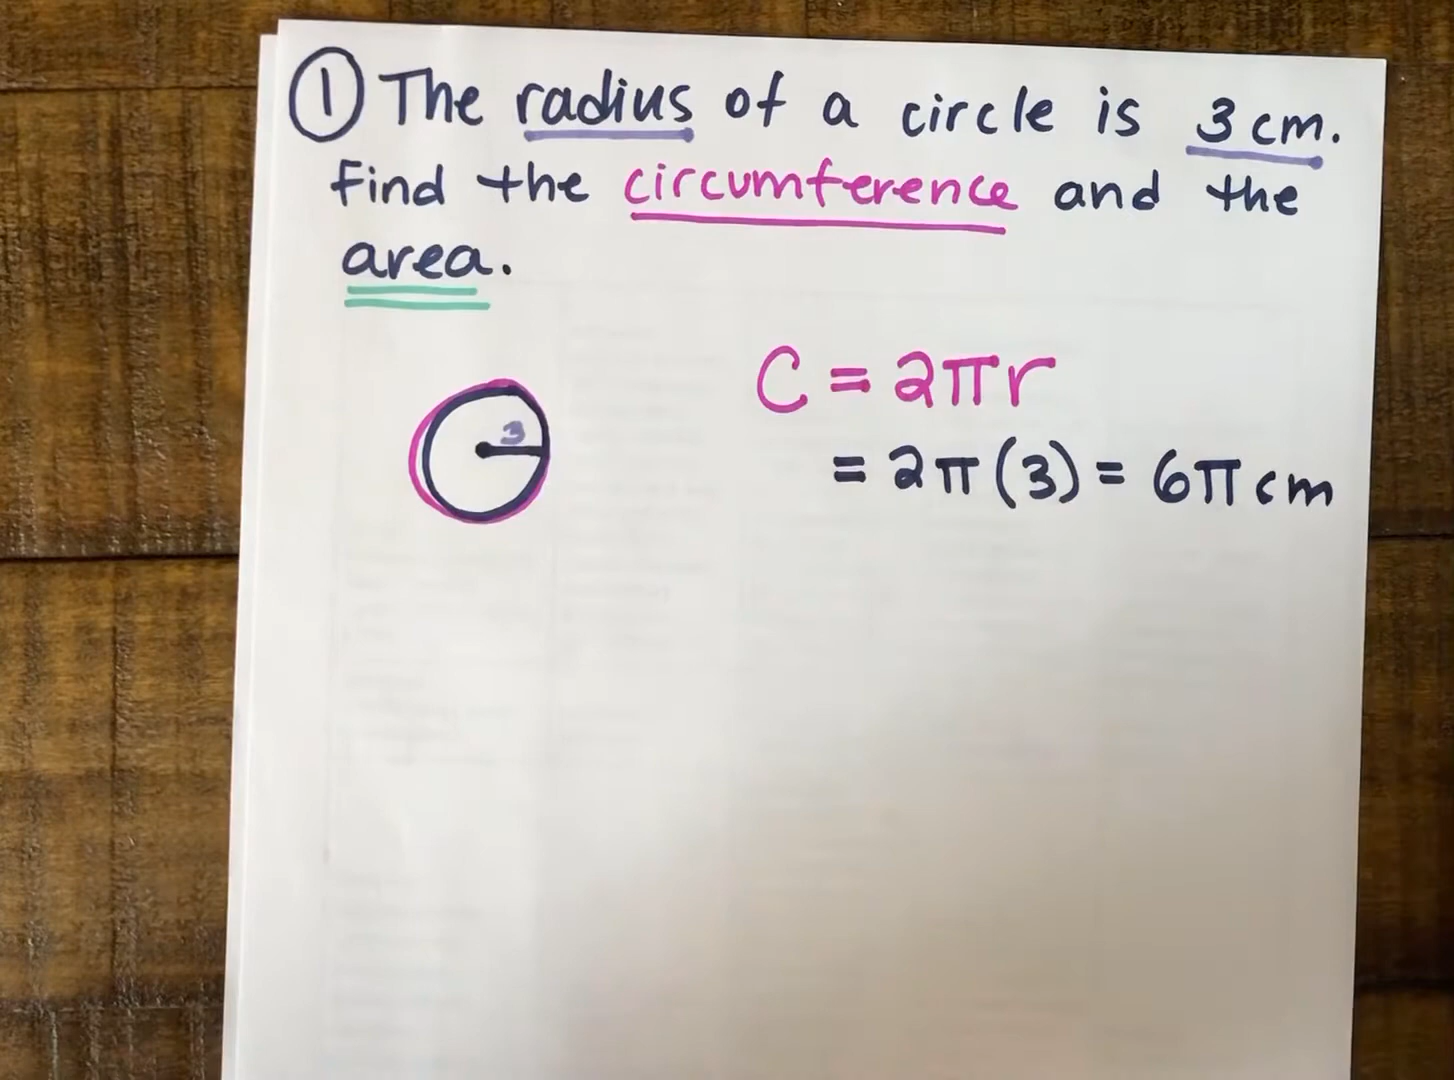 ① The radius of a circle is 3 cm.
Find the circumference and the
area.
3
C = 2πr
= 2π(3) = 6π cm